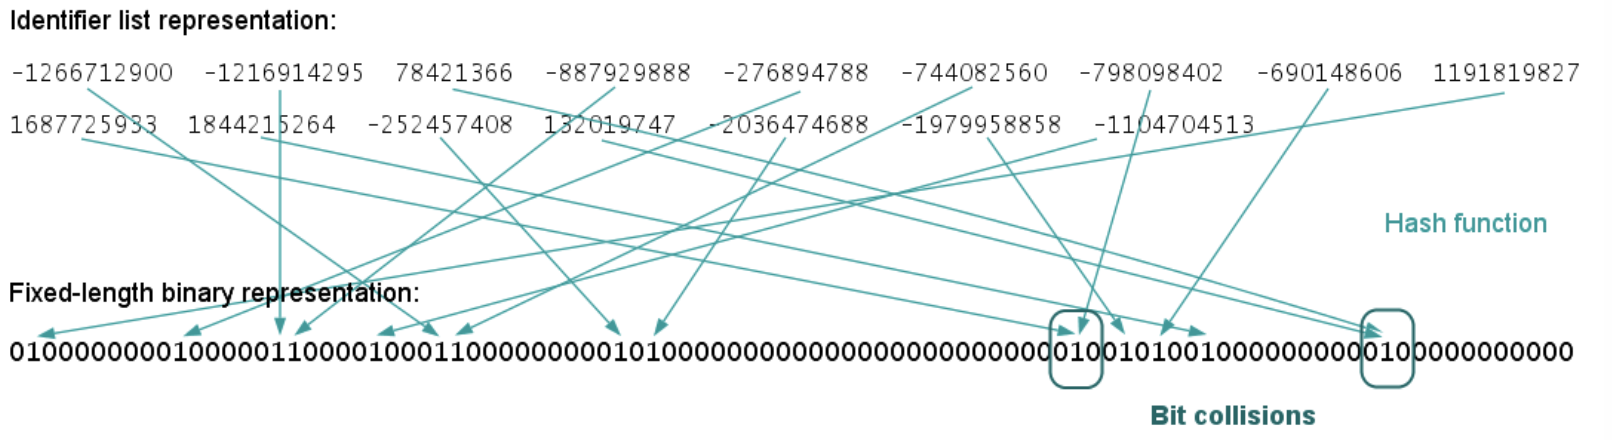 Identifier list representation:
-1266712900 -1216914295 78421366 -887929888 -276894788 -744082560 -798098402 -690148606 1191819827
1687725933 1844215264 -252457408 132019747 -2036474688 -1979958858 -1104704513
Hash function
Fixed-length binary representation:
0100000000010000011000010001100000000001010000000000000000000000000010010100100000000000100000000000
Bit collisions